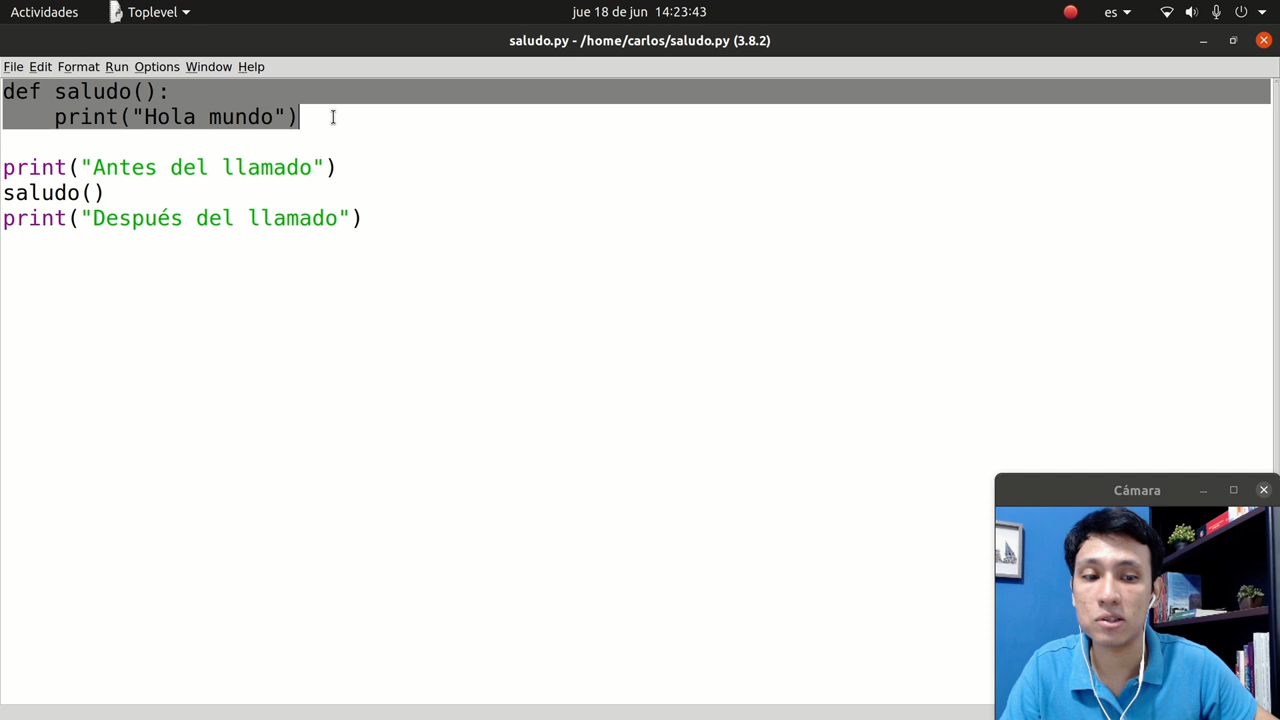 Actividades Toplevel jue 18 de jun 14:23:43 es
saludo.py - /home/carlos/saludo.py (3.8.2)
File Edit Format Run Options Window Help
def saludo():
    print("Hola mundo")
print("Antes del llamado")
saludo()
print("Después del llamado")
Cámara